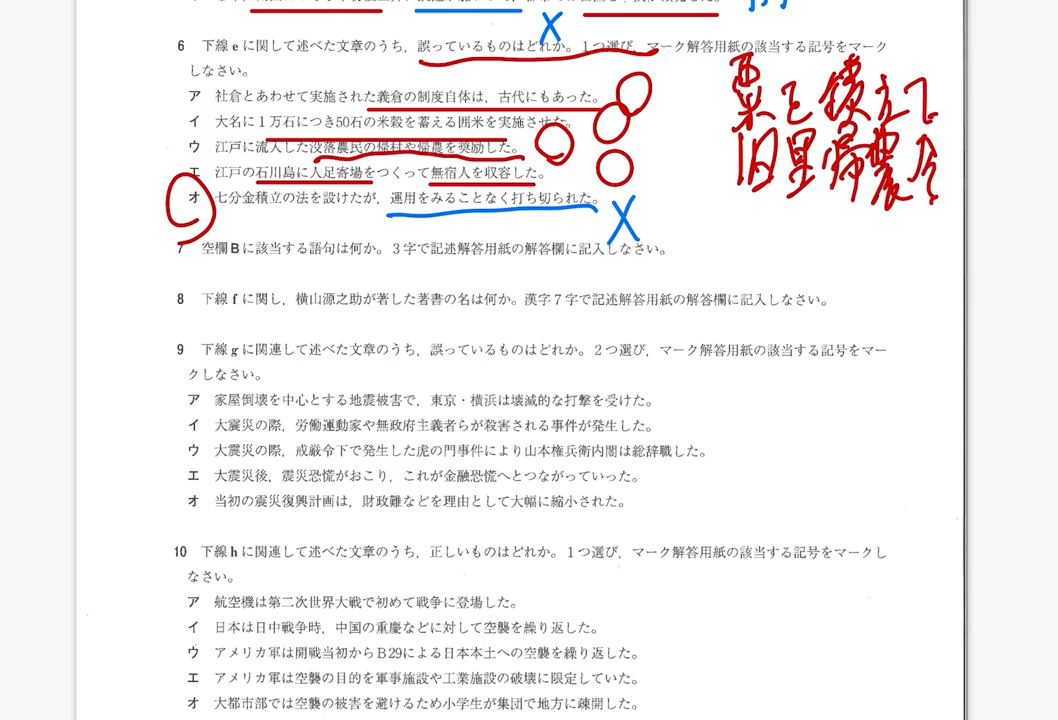 6 下線eに関して述べた文章のうち，誤っているものはどれか。1つ選び，マーク解答用紙の該当する記号をマーク
しなさい。
ア 社倉とあわせて実施された義倉の制度自体は，古代にもあった。
イ 大名に1万石につき50石の米穀を蓄える囲米を実施させた。
ウ 江戸に流入した没落農民の帰村や帰農を奨励した。
エ 江戸の石川島に人足寄場をつくって無宿人を収容した。
オ 七分金積立の法を設けたが，運用をみることなく打ち切られた。
粟を積えて
旧里帰農令
7 空欄Bに該当する語句は何か。3字で記述解答用紙の解答欄に記入しなさい。
8 下線fに関し，横山源之助が著した著書の名は何か。漢字7字で記述解答用紙の解答欄に記入しなさい。
9 下線gに関連して述べた文章のうち，誤っているものはどれか。2つ選び，マーク解答用紙の該当する記号をマー
クしなさい。
ア 家屋倒壊を中心とする地震被害で，東京・横浜は壊滅的な打撃を受けた。
イ 大震災の際，労働運動家や無政府主義者らが殺害される事件が発生した。
ウ 大震災の際，戒厳令下で発生した虎の門事件により山本権兵衛内閣は総辞職した。
エ 大震災後，震災恐慌がおこり，これが金融恐慌へとつながっていった。
オ 当初の震災復興計画は，財政難などを理由として大幅に縮小された。
10 下線hに関連して述べた文章のうち，正しいものはどれか。1つ選び，マーク解答用紙の該当する記号をマークし
なさい。
ア 航空機は第二次世界大戦で初めて戦争に登場した。
イ 日本は日中戦争時，中国の重慶などに対して空襲を繰り返した。
ウ アメリカ軍は開戦当初からB29による日本本土への空襲を繰り返した。
エ アメリカ軍は空襲の目的を軍事施設や工業施設の破壊に限定していた。
オ 大都市部では空襲の被害を避けるため小学生が集団で地方に疎開した。